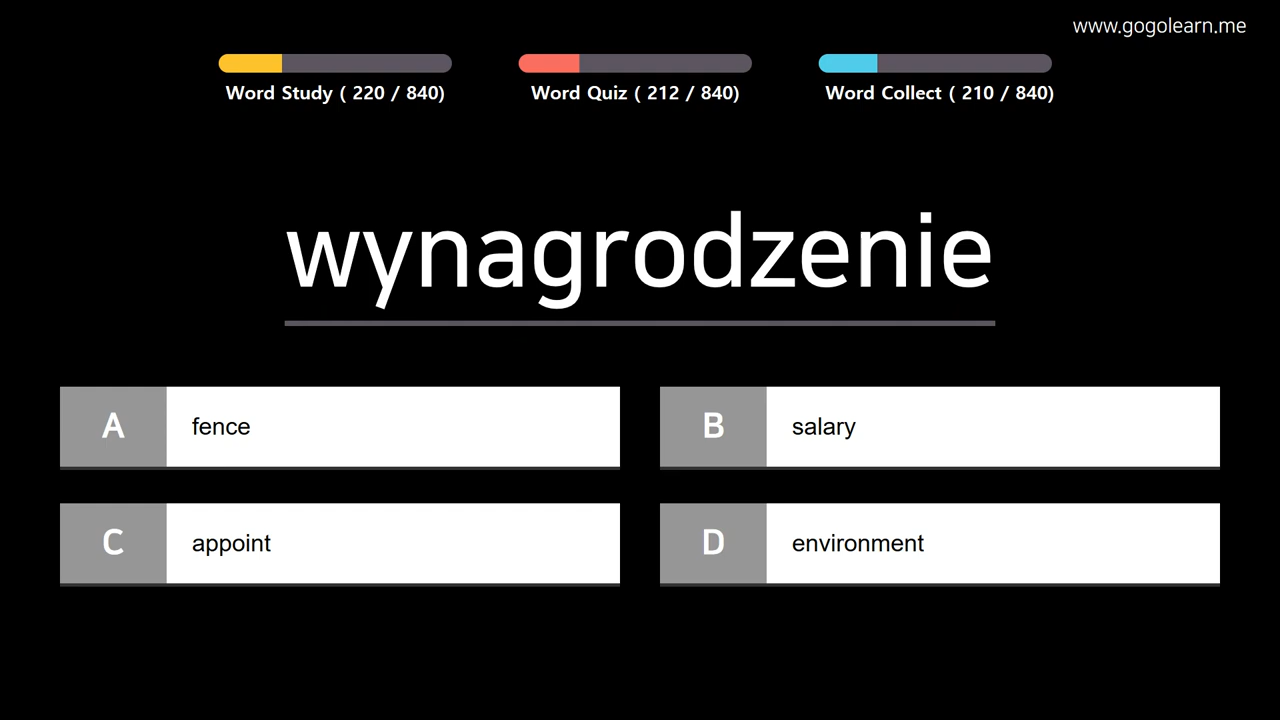 www.gogolearn.me
Word Study ( 220 / 840)
Word Quiz ( 212 / 840)
Word Collect ( 210 / 840)
wynagrodzenie
A fence
B salary
C appoint
D environment